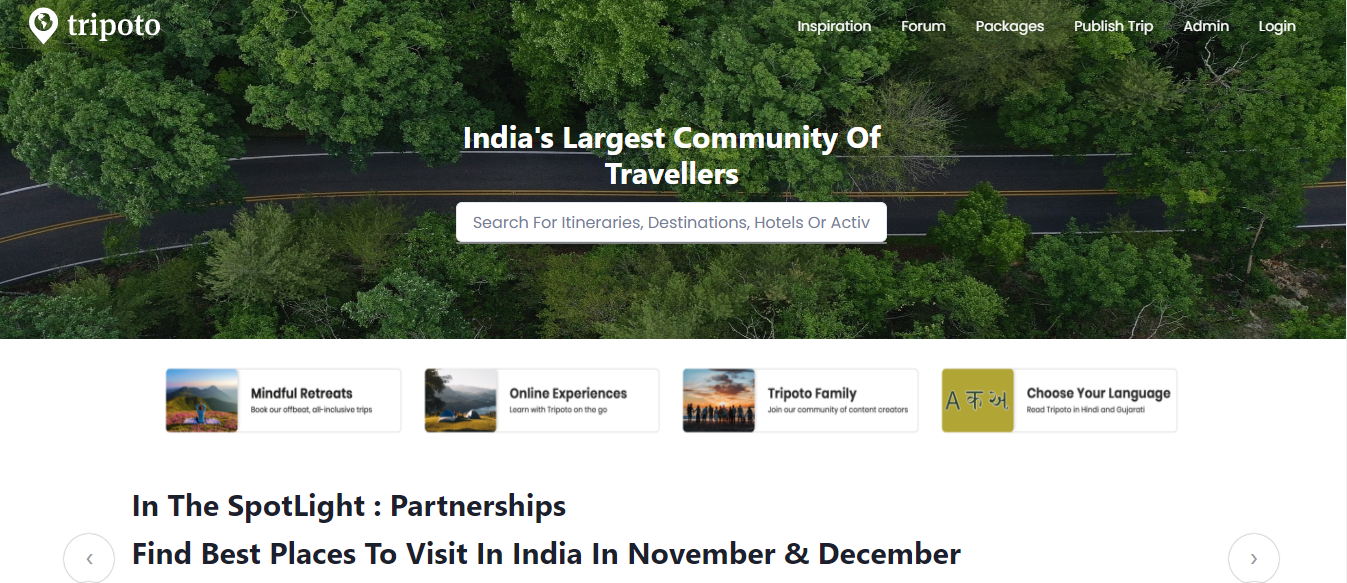 tripoto
Inspiration Forum Packages Publish Trip Admin Login
India's Largest Community Of
Travellers
Search For Itineraries, Destinations, Hotels Or Activ
Mindful Retreats
Book our offbeat, all-inclusive trips
Online Experiences
Learn with Tripoto on the go
Tripoto Family
Join our community of content creators
A क અ
Choose Your Language
Read Tripoto in Hindi and Gujarati
In The SpotLight : Partnerships
Find Best Places To Visit In India In November & December